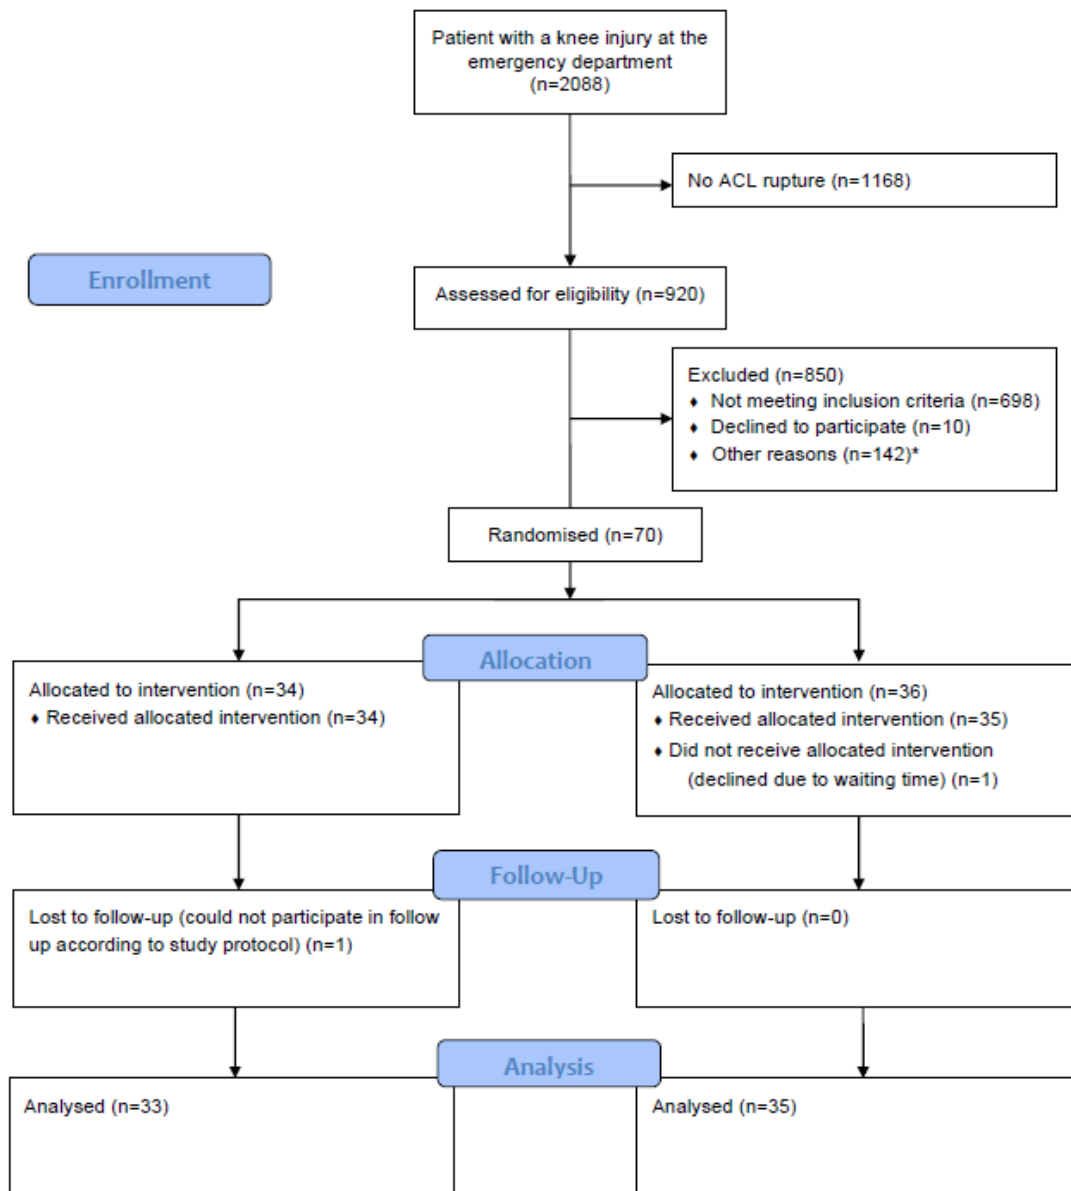 Patient with a knee injury at the
emergency department
(n=2088)
No ACL rupture (n=1168)
Enrollment
Assessed for eligibility (n=920)
Excluded (n=850)
♦ Not meeting inclusion criteria (n=698)
♦ Declined to participate (n=10)
♦ Other reasons (n=142)*
Randomised (n=70)
Allocation
Allocated to intervention (n=34)
♦ Received allocated intervention (n=34)
Allocated to intervention (n=36)
♦ Received allocated intervention (n=35)
♦ Did not receive allocated intervention
(declined due to waiting time) (n=1)
Follow-Up
Lost to follow-up (could not participate in follow
up according to study protocol) (n=1)
Lost to follow-up (n=0)
Analysis
Analysed (n=33)
Analysed (n=35)